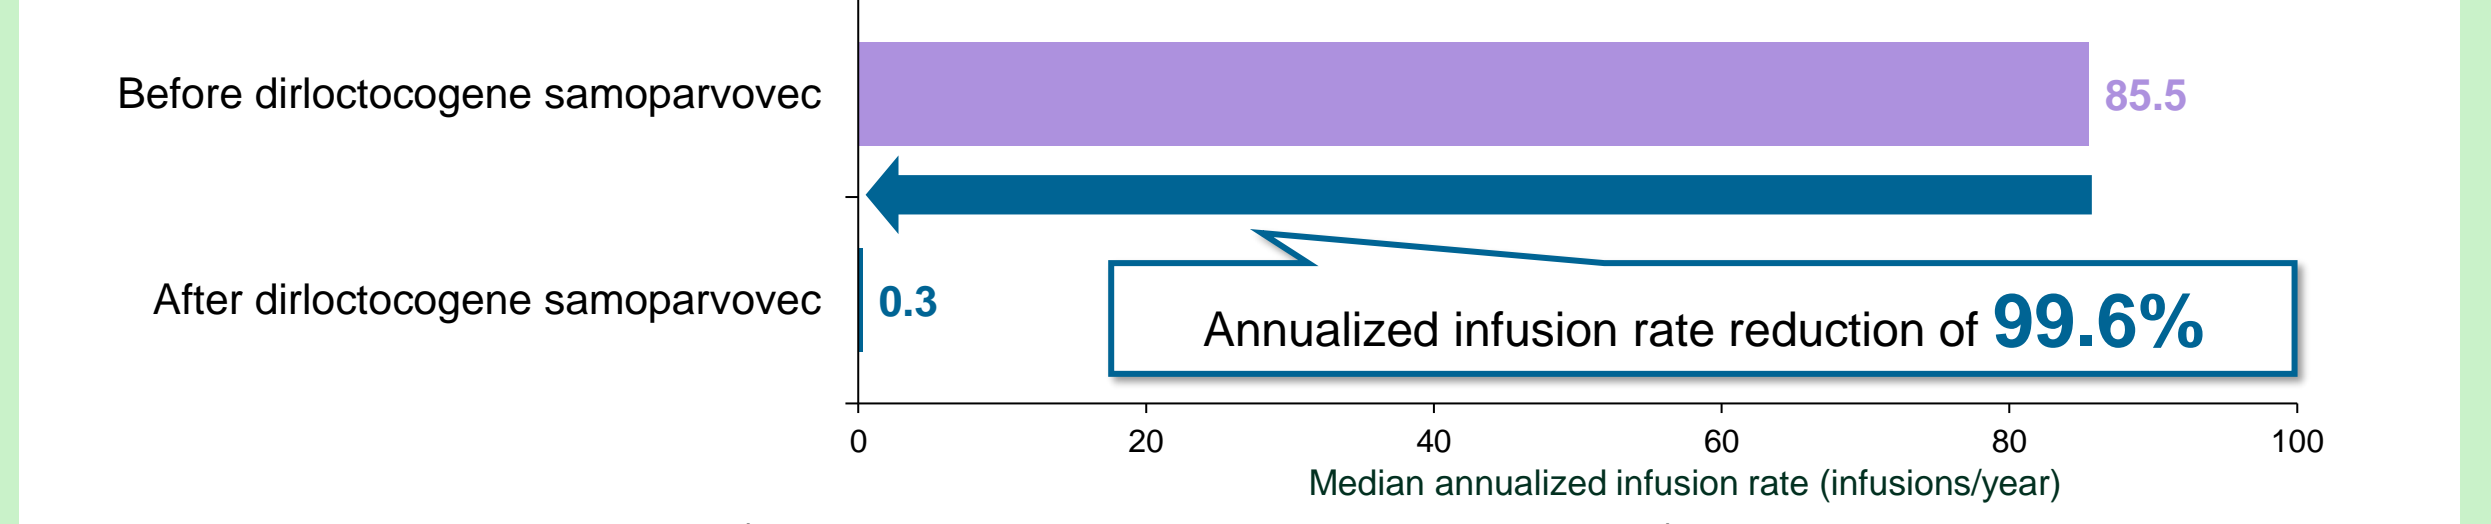 Before dirloctocogene samoparvovec
85.5
After dirloctocogene samoparvovec
0.3
Annualized infusion rate reduction of 99.6%
0 20 40 60 80 100
Median annualized infusion rate (infusions/year)